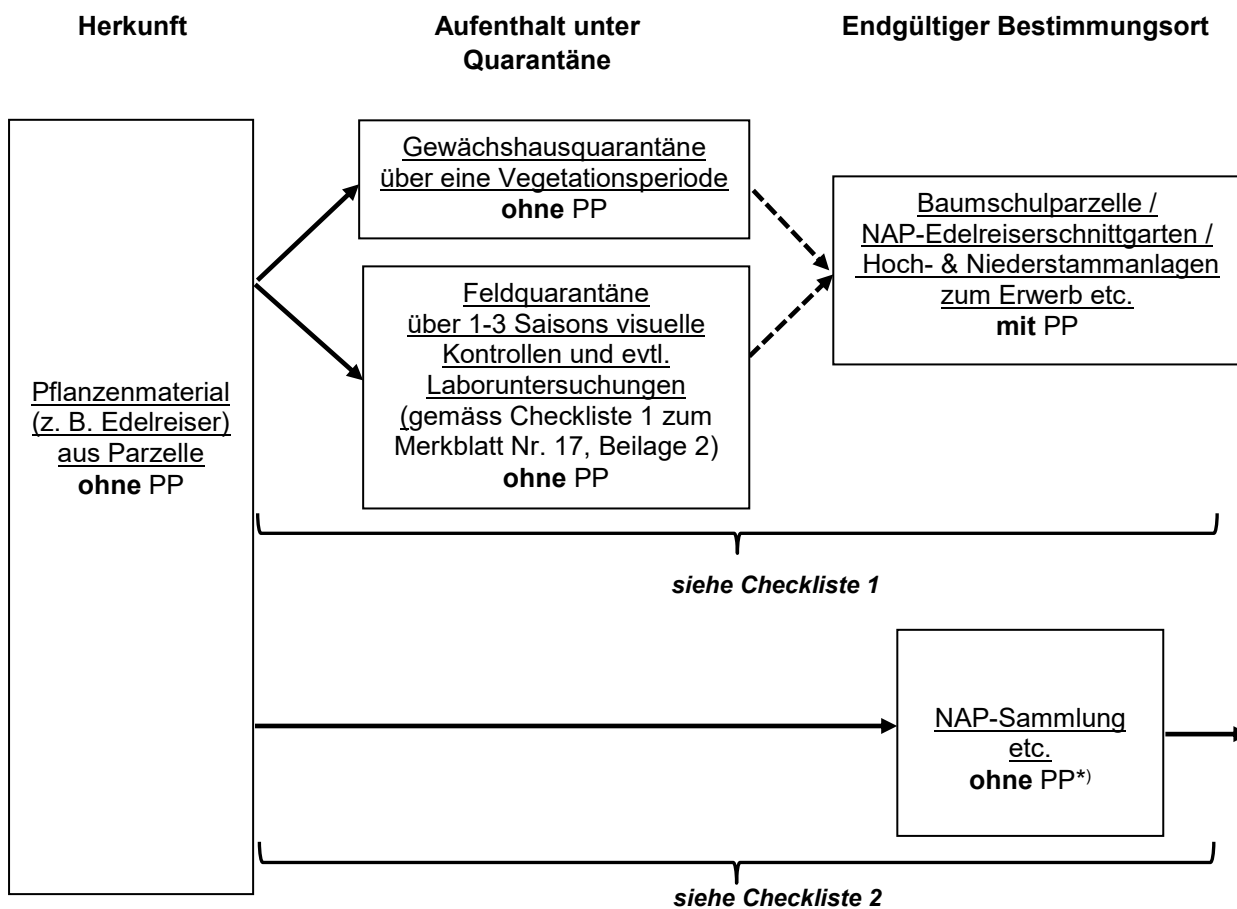 Herkunft
Aufenthalt unter
Quarantäne
Endgültiger Bestimmungsort
Pflanzenmaterial
(z. B. Edelreiser)
aus Parzelle
ohne PP
Gewächshausquarantäne
über eine Vegetationsperiode
ohne PP
Feldquarantäne
über 1-3 Saisons visuelle
Kontrollen und evtl.
Laboruntersuchungen
(gemäss Checkliste 1 zum
Merkblatt Nr. 17, Beilage 2)
ohne PP
Baumschulparzelle /
NAP-Edelreiserschnittgarten /
Hoch- & Niederstammanlagen
zum Erwerb etc.
mit PP
siehe Checkliste 1
NAP-Sammlung
etc.
ohne PP*)
siehe Checkliste 2